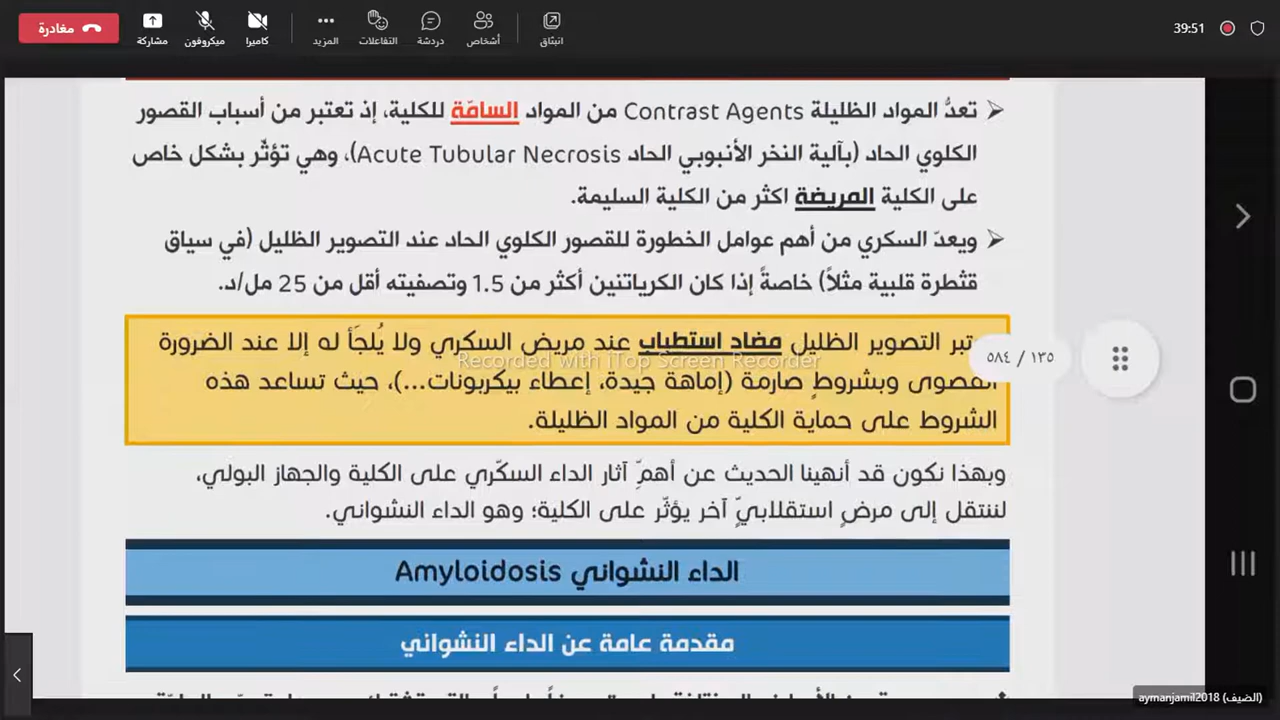 مغادرة
مشاركة
ميكروفون
كاميرا
المزيد
التفاعلات
دردشة
أشخاص
انبثاق
39:51
تعدُّ المواد الظليلة Contrast Agents من المواد السامّة للكلية، إذ تعتبر من أسباب القصور
الكلوي الحاد (بآلية النخر الأنبوبي الحاد Acute Tubular Necrosis)، وهي تؤثّر بشكل خاص
على الكلية المريضة اكثر من الكلية السليمة.
ويعدّ السكري من أهم عوامل الخطورة للقصور الكلوي الحاد عند التصوير الظليل (في سياق
قثطرة قلبية مثلاً) خاصةً إذا كان الكرياتنين أكثر من 1.5 وتصفيته أقل من 25 مل/د.
التصوير الظليل مضاد استطباب عند مريض السكري ولا يُلجَأ له إلا عند الضرورة
Recorded with iTop Screen Recorder
١٣٥ / ٥٨٤
القصوى وبشروطٍ صارمة (إماهة جيدة، إعطاء بيكربونات...)، حيث تساعد هذه
الشروط على حماية الكلية من المواد الظليلة.
وبهذا نكون قد أنهينا الحديث عن أهمِّ آثار الداء السكّري على الكلية والجهاز البولي،
لننتقل إلى مرضٍ استقلابيٍّ آخر يؤثّر على الكلية؛ وهو الداء النشواني.
الداء النشواني Amyloidosis
مقدمة عامة عن الداء النشواني
aymanjamil2018 (الضيف)